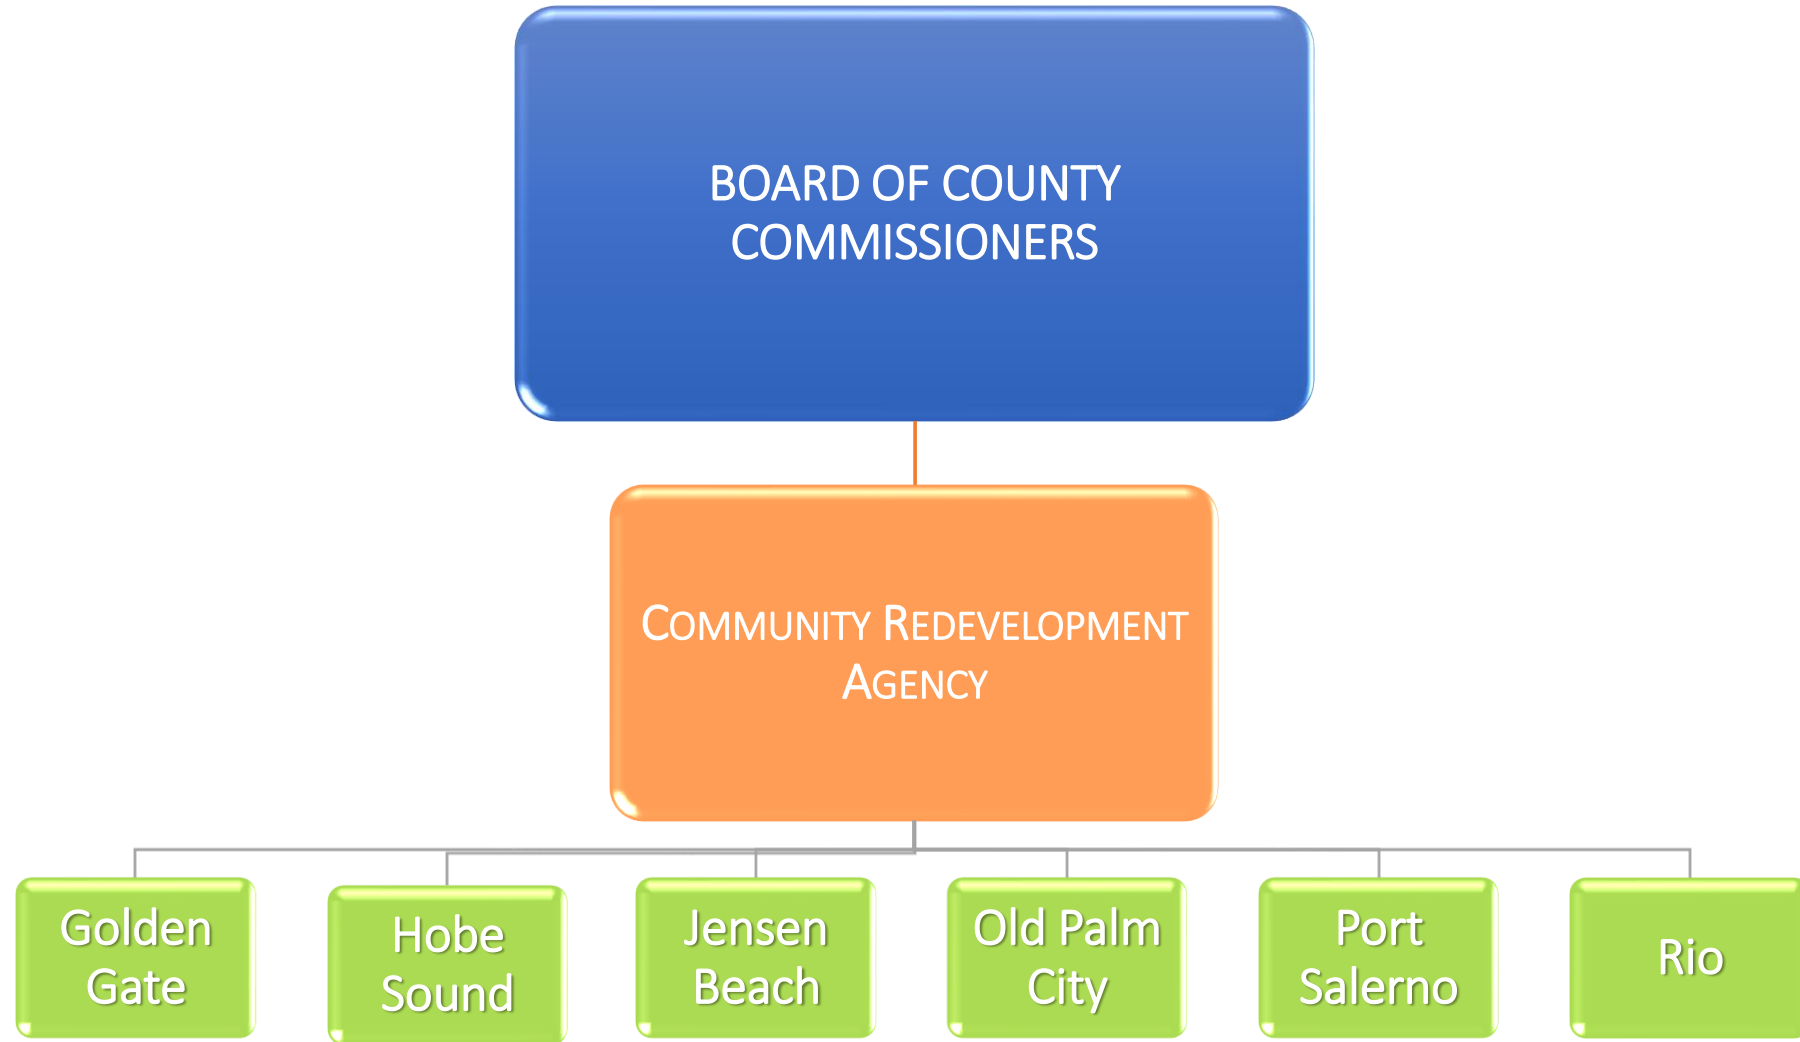 BOARD OF COUNTY
COMMISSIONERS
COMMUNITY REDEVELOPMENT
AGENCY
Golden
Gate
Hobe
Sound
Jensen
Beach
Old Palm
City
Port
Salerno
Rio